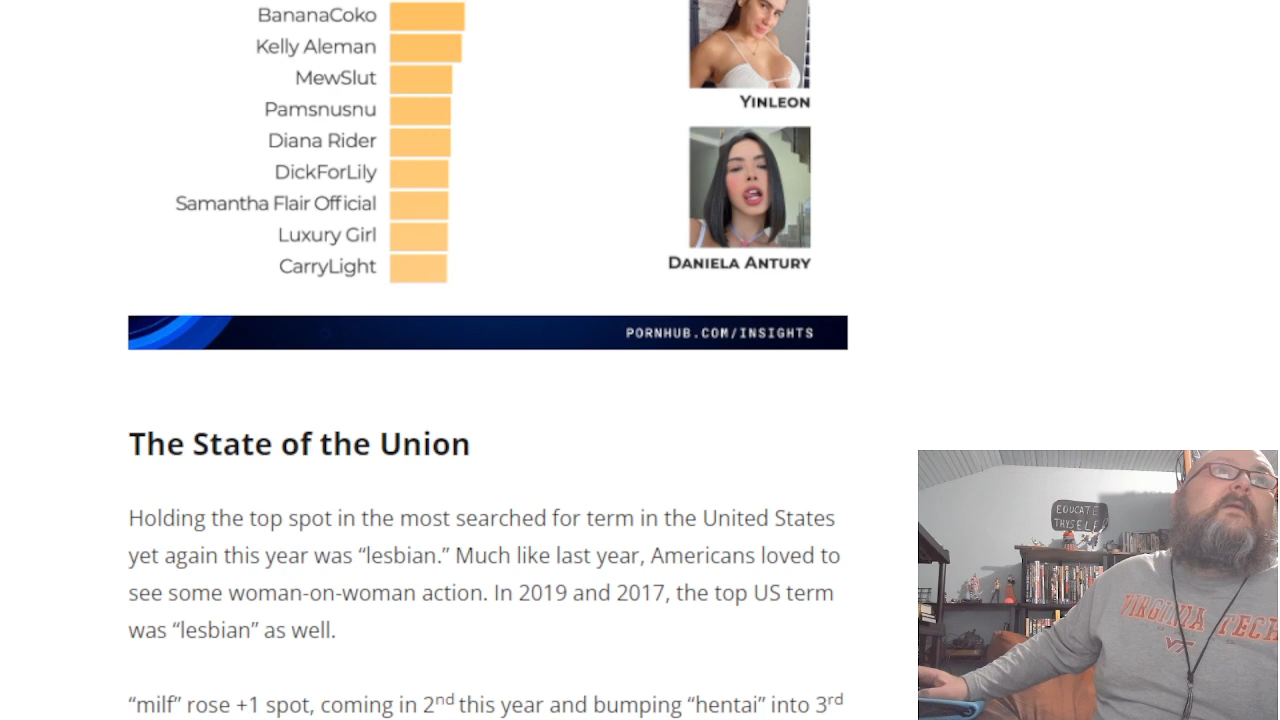 BananaCoko
Kelly Aleman
MewSlut
Pamsnusnu
Diana Rider
DickForLily
Samantha Flair Official
Luxury Girl
CarryLight
YINLEON
DANIELA ANTURY
PORNHUB.COM/INSIGHTS
The State of the Union
Holding the top spot in the most searched for term in the United States
yet again this year was “lesbian.” Much like last year, Americans loved to
see some woman-on-woman action. In 2019 and 2017, the top US term
was “lesbian” as well.
“milf” rose +1 spot, coming in 2nd this year and bumping “hentai” into 3rd
EDUCATE
THYSELF
VIRGINIA TECH
VT